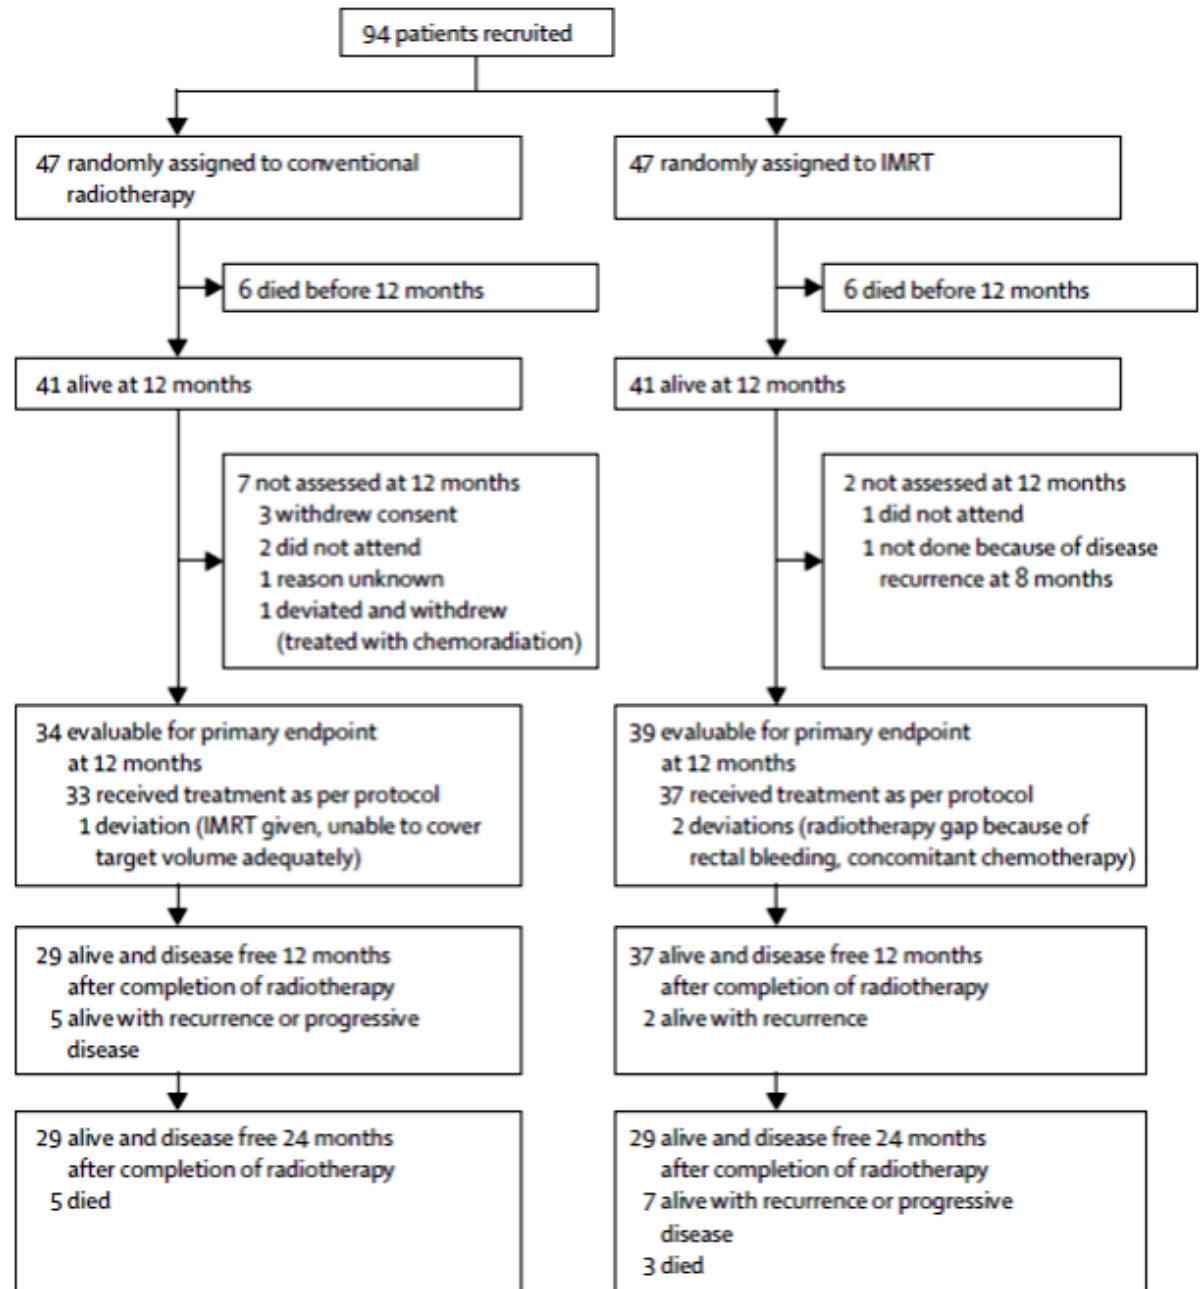 94 patients recruited
47 randomly assigned to conventional
radiotherapy
47 randomly assigned to IMRT
6 died before 12 months
6 died before 12 months
41 alive at 12 months
41 alive at 12 months
7 not assessed at 12 months
3 withdrew consent
2 did not attend
1 reason unknown
1 deviated and withdrew
(treated with chemoradiation)
2 not assessed at 12 months
1 did not attend
1 not done because of disease
recurrence at 8 months
34 evaluable for primary endpoint
at 12 months
33 received treatment as per protocol
1 deviation (IMRT given, unable to cover
target volume adequately)
39 evaluable for primary endpoint
at 12 months
37 received treatment as per protocol
2 deviations (radiotherapy gap because of
rectal bleeding, concomitant chemotherapy)
29 alive and disease free 12 months
after completion of radiotherapy
5 alive with recurrence or progressive
disease
37 alive and disease free 12 months
after completion of radiotherapy
2 alive with recurrence
29 alive and disease free 24 months
after completion of radiotherapy
5 died
29 alive and disease free 24 months
after completion of radiotherapy
7 alive with recurrence or progressive
disease
3 died